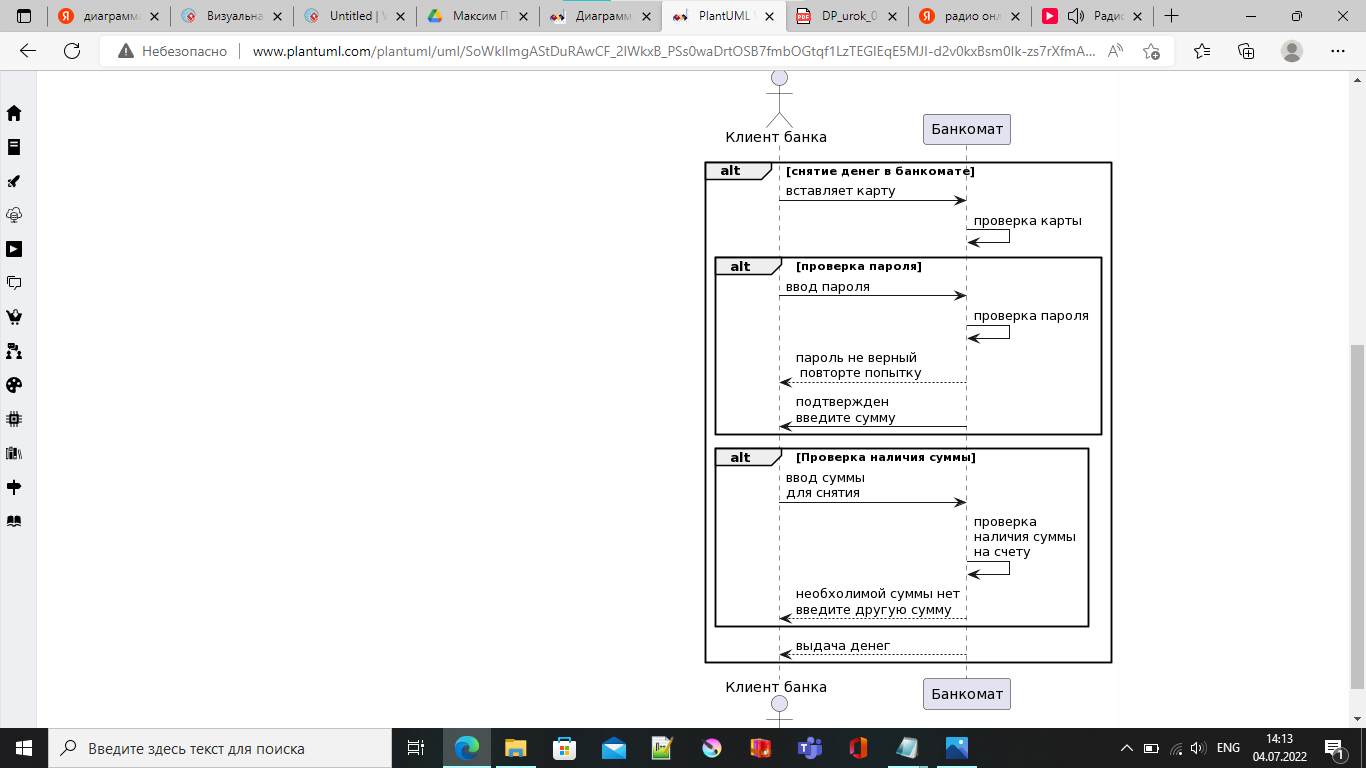 диаграмм
Визуальна
Untitled | \
Максим П
Диаграмм
PlantUML
DP_urok_0
радио онл
Радис
Небезопасно
www.plantuml.com/plantuml/uml/SoWkIImgAStDuRAwCF_2IWkxB_PSs0waDrtOSB7fmbOGtqf1LzTEGlEqE5MJI-d2v0kxBsm0Ik-zs7rXfmA...
Клиент банка
Банкомат
alt
[снятие денег в банкомате]
вставляет карту
проверка карты
alt
[проверка пароля]
ввод пароля
проверка пароля
пароль не верный
повторте попытку
подтвержден
введите сумму
alt
[Проверка наличия суммы]
ввод суммы
для снятия
проверка
наличия суммы
на счету
необхолимой суммы нет
введите другую сумму
выдача денег
Клиент банка
Банкомат
Введите здесь текст для поиска
ENG
14:13
04.07.2022
1